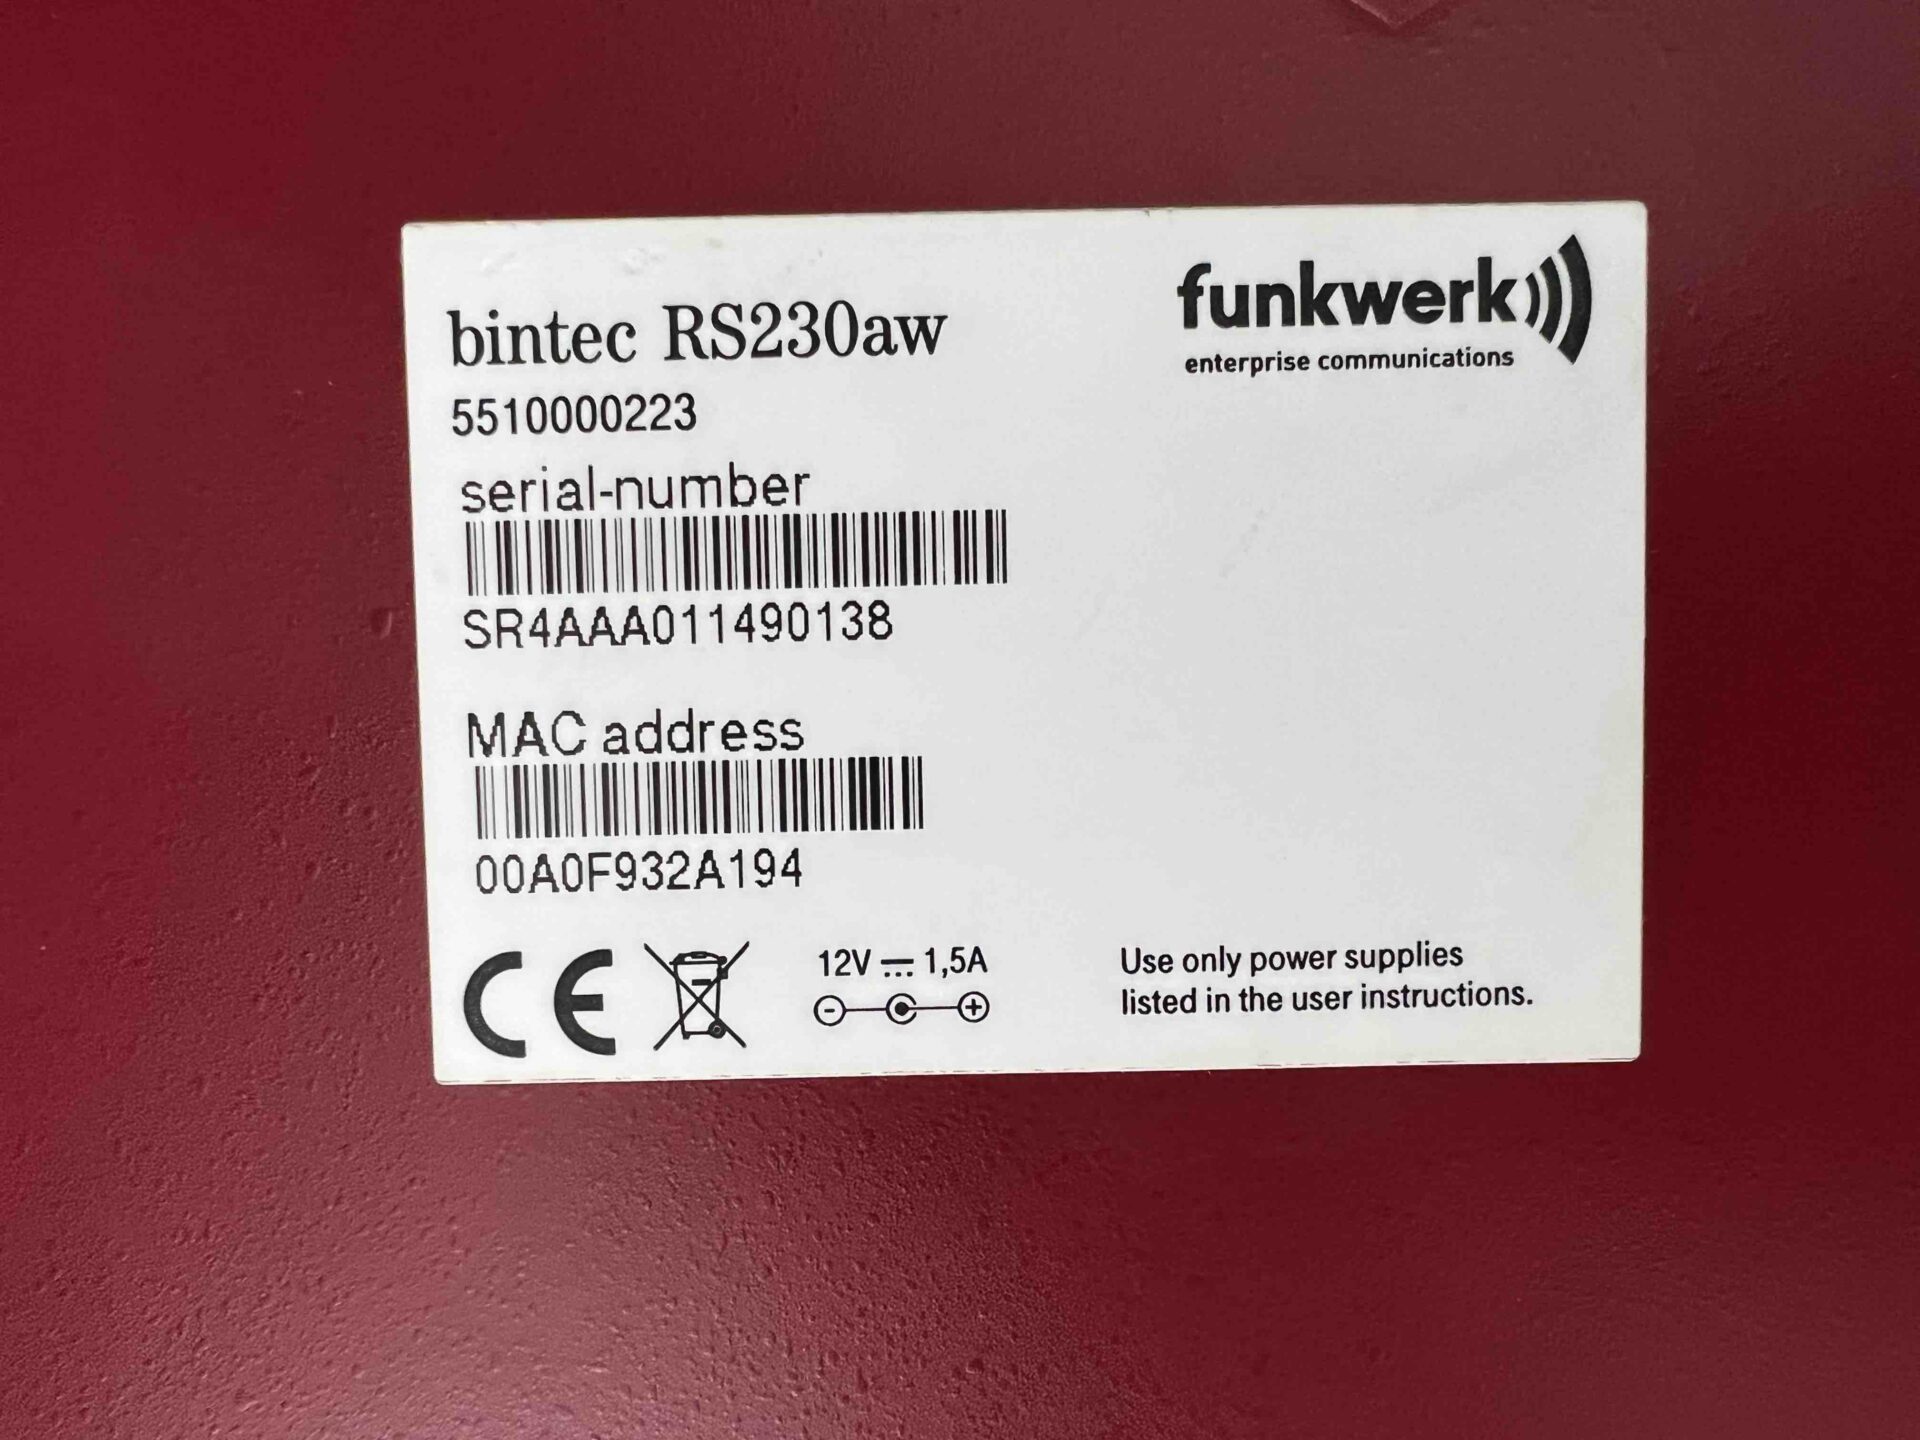 funkwerk
enterprise communications
bintec RS230aw
5510000223
serial-number
SR4AAA011490138
MAC address
00A0F932A194
CE
12V ⎓ 1,5A
Use only power supplies
listed in the user instructions.